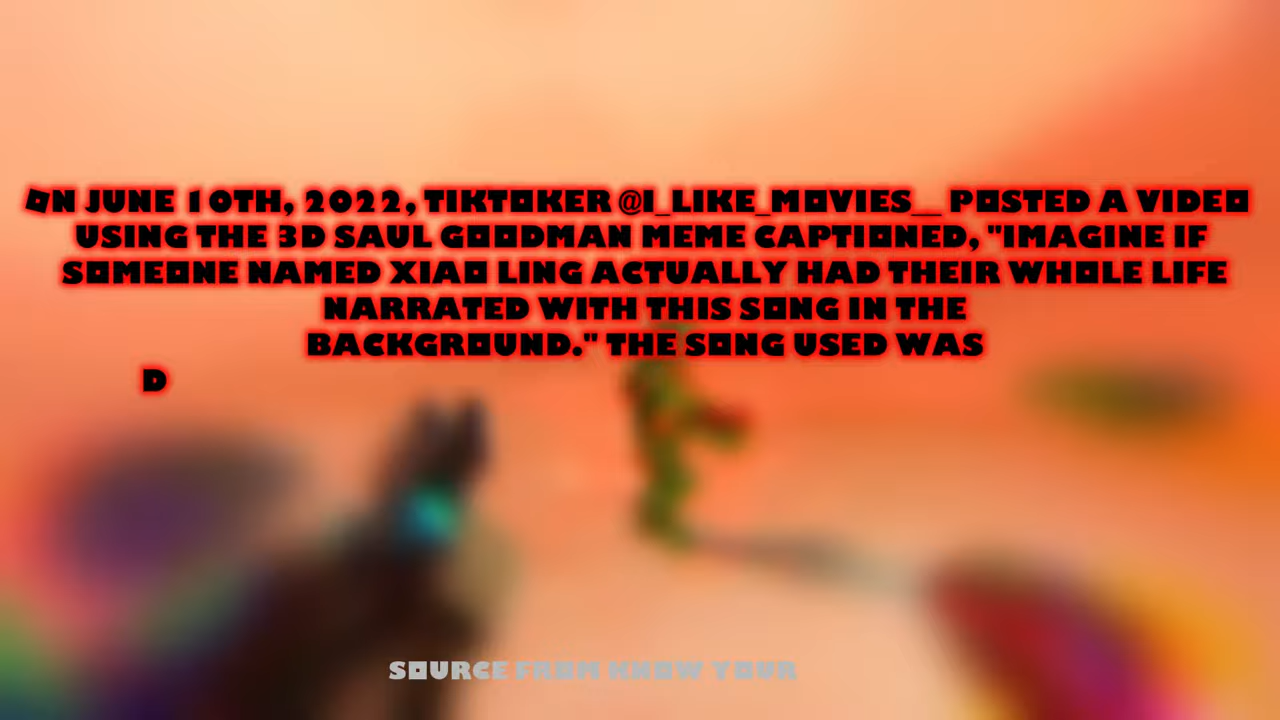 ON JUNE 10TH, 2022, TIKTOKER @I_LIKE_MOVIES__ POSTED A VIDEO
USING THE 3D SAUL GOODMAN MEME CAPTIONED, "IMAGINE IF
SOMEONE NAMED XIAO LING ACTUALLY HAD THEIR WHOLE LIFE
NARRATED WITH THIS SONG IN THE
BACKGROUND." THE SONG USED WAS
D
SOURCE FROM KNOW YOUR